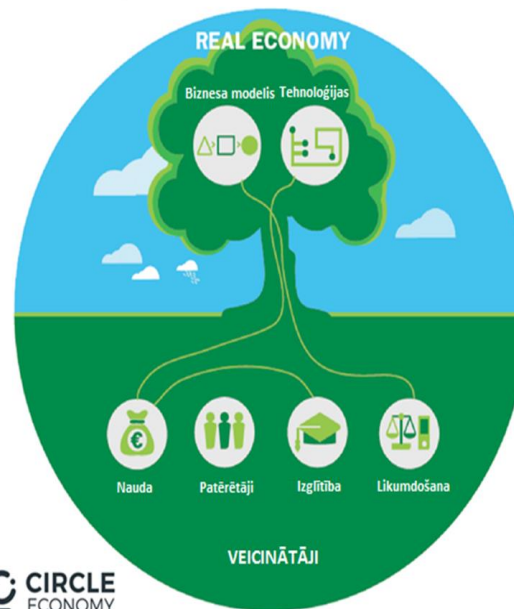 REAL ECONOMY
Biznesa modelis Tehnoloģijas
€
Nauda Patērētāji Izglītība Likumdošana
VEICINĀTĀJI
CIRCLE
ECONOMY